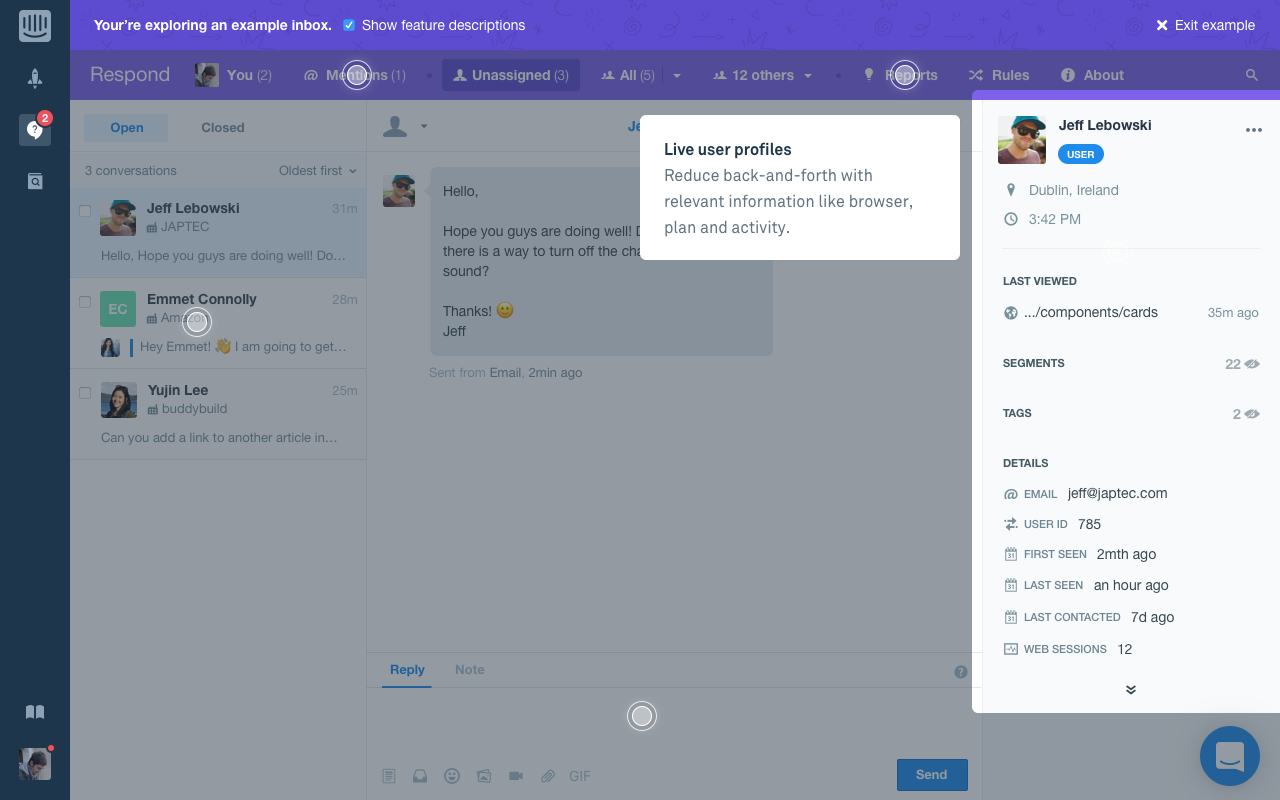 Your're exploring an example inbox. Show feature descriptions
Exit example
Respond
You (2)
@ Mentions (1)
Unassigned (3)
All (5)
12 others
Reports
Rules
About
2
Open
Closed
3 conversations
Oldest first
Jeff Lebowski 31m
JAPTEC
Hello, Hope you guys are doing well! Do...
EC
Emmet Connolly 28m
Amazon
Hey Emmet! 👋 I am going to get...
Yujin Lee 25m
buddybuild
Can you add a link to another article in...
Hello,
Hope you guys are doing well!
there is a way to turn off the
sound?
Thanks! 🙂
Jeff
Sent from Email, 2min ago
Live user profiles
Reduce back-and-forth with
relevant information like browser,
plan and activity.
Reply
Note
?
GIF
Send
Jeff Lebowski
USER
Dublin, Ireland
3:42 PM
LAST VIEWED
.../components/cards 35m ago
SEGMENTS 22
TAGS 2
DETAILS
@ EMAIL jeff@japtec.com
USER ID 785
31 FIRST SEEN 2mth ago
31 LAST SEEN an hour ago
31 LAST CONTACTED 7d ago
WEB SESSIONS 12